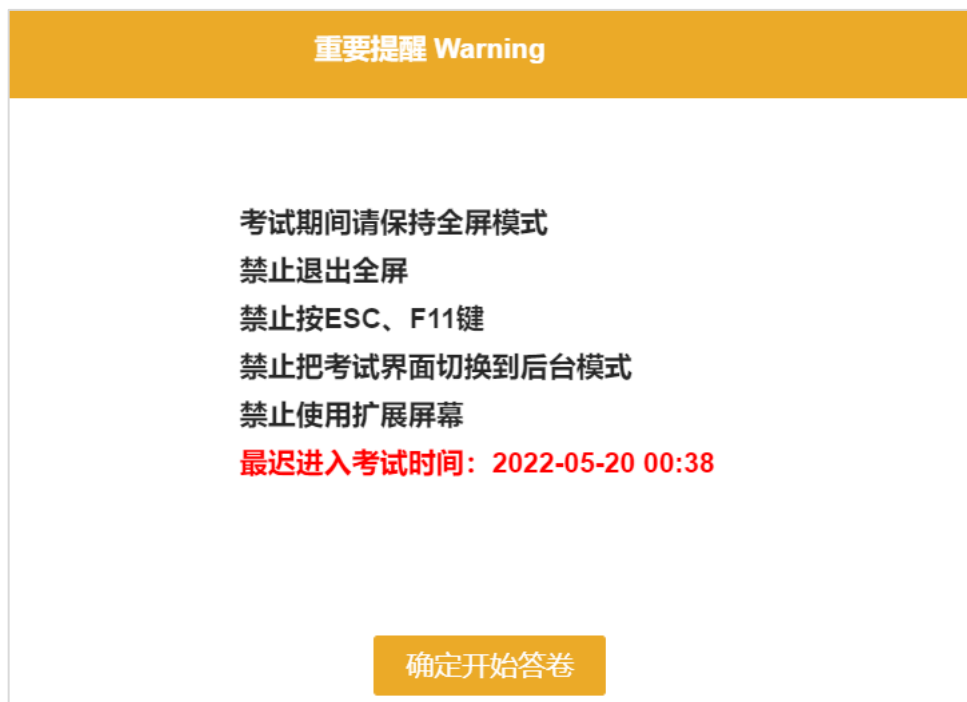 重要提醒 Warning
考试期间请保持全屏模式
禁止退出全屏
禁止按ESC、F11键
禁止把考试界面切换到后台模式
禁止使用扩展屏幕
最迟进入考试时间：2022-05-20 00:38
确定开始答卷